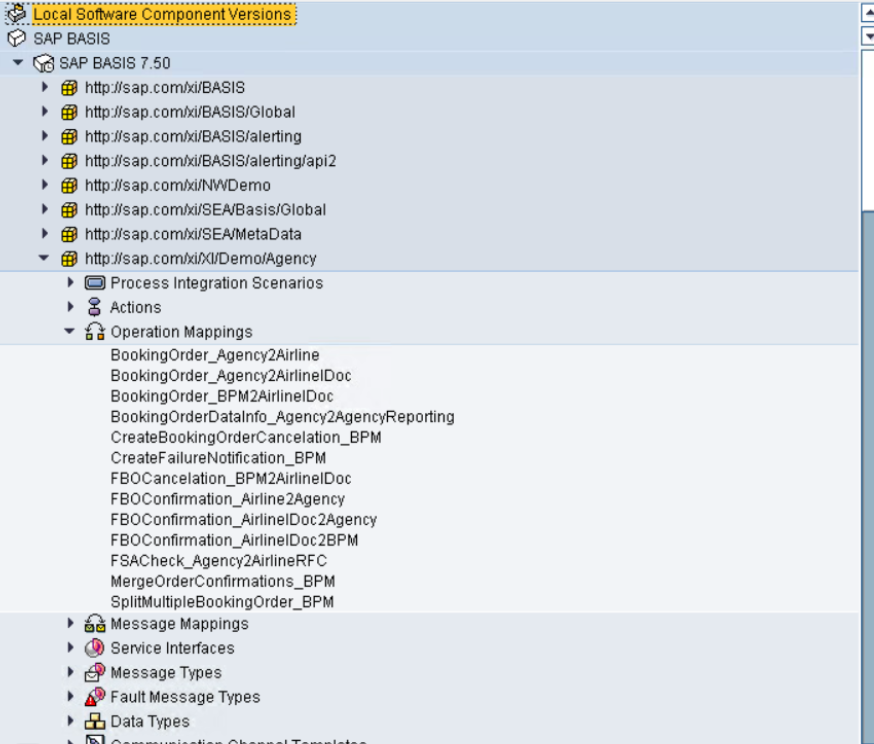 Local Software Component Versions
SAP BASIS
SAP BASIS 7.50
http://sap.com/xi/BASIS
http://sap.com/xi/BASIS/Global
http://sap.com/xi/BASIS/alerting
http://sap.com/xi/BASIS/alerting/api2
http://sap.com/xi/NWDemo
http://sap.com/xi/SEA/Basis/Global
http://sap.com/xi/SEA/MetaData
http://sap.com/xi/XI/Demo/Agency
Process Integration Scenarios
Actions
Operation Mappings
BookingOrder_Agency2Airline
BookingOrder_Agency2AirlineIDoc
BookingOrder_BPM2AirlineIDoc
BookingOrderDataInfo_Agency2AgencyReporting
CreateBookingOrderCancelation_BPM
CreateFailureNotification_BPM
FBOCancelation_BPM2AirlineIDoc
FBOConfirmation_Airline2Agency
FBOConfirmation_AirlineIDoc2Agency
FBOConfirmation_AirlineIDoc2BPM
FSACheck_Agency2AirlineRFC
MergeOrderConfirmations_BPM
SplitMultipleBookingOrder_BPM
Message Mappings
Service Interfaces
Message Types
Fault Message Types
Data Types
Communication Channel Templates